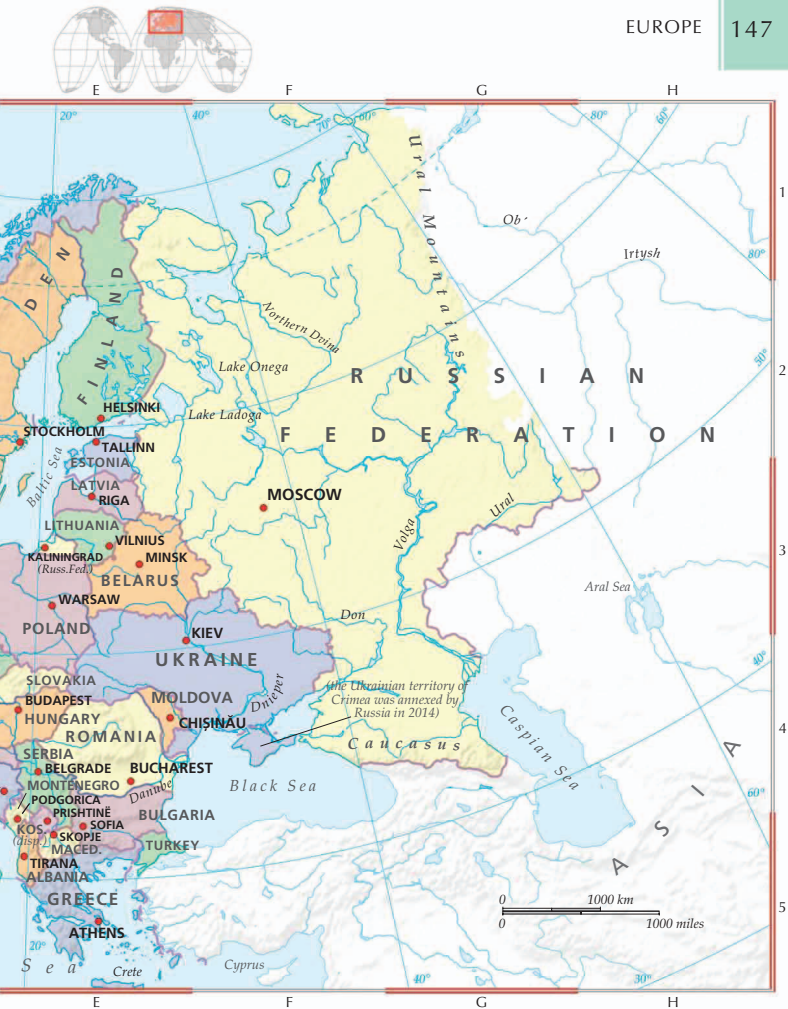 EUROPE 147
E F G H
20° 40° 70° 60° 80° 60°
Ural Mountains
1
Ob'
Irtysh
80°
DEN
FINLAND
Northern Dvina
50°
Lake Onega
RUSSIAN
2
HELSINKI
Lake Ladoga
STOCKHOLM
FEDERATION
TALLINN
ESTONIA
Baltic Sea
LATVIA
RIGA
MOSCOW
Ural
LITHUANIA
Volga
VILNIUS
KALININGRAD
(Russ.Fed.)
MINSK
3
BELARUS
Aral Sea
WARSAW
Don
POLAND
KIEV
40°
UKRAINE
SLOVAKIA
(the Ukrainian territory of
Crimea was annexed by
Russia in 2014)
BUDAPEST
MOLDOVA
Dnieper
HUNGARY
CHIȘINĂU
4
ROMANIA
Caucasus
Caspian Sea
SERBIA
BELGRADE
BUCHAREST
MONTENEGRO
Danube
Black Sea
ASIA
60°
PODGORICA
PRISHTINË
BULGARIA
KOS.
(disp.)
SOFIA
SKOPJE
MACED.
TURKEY
TIRANA
ALBANIA
GREECE
0 1000 km
0 1000 miles
5
ATHENS
20°
Sea
Crete
Cyprus
40° 30°
E F G H